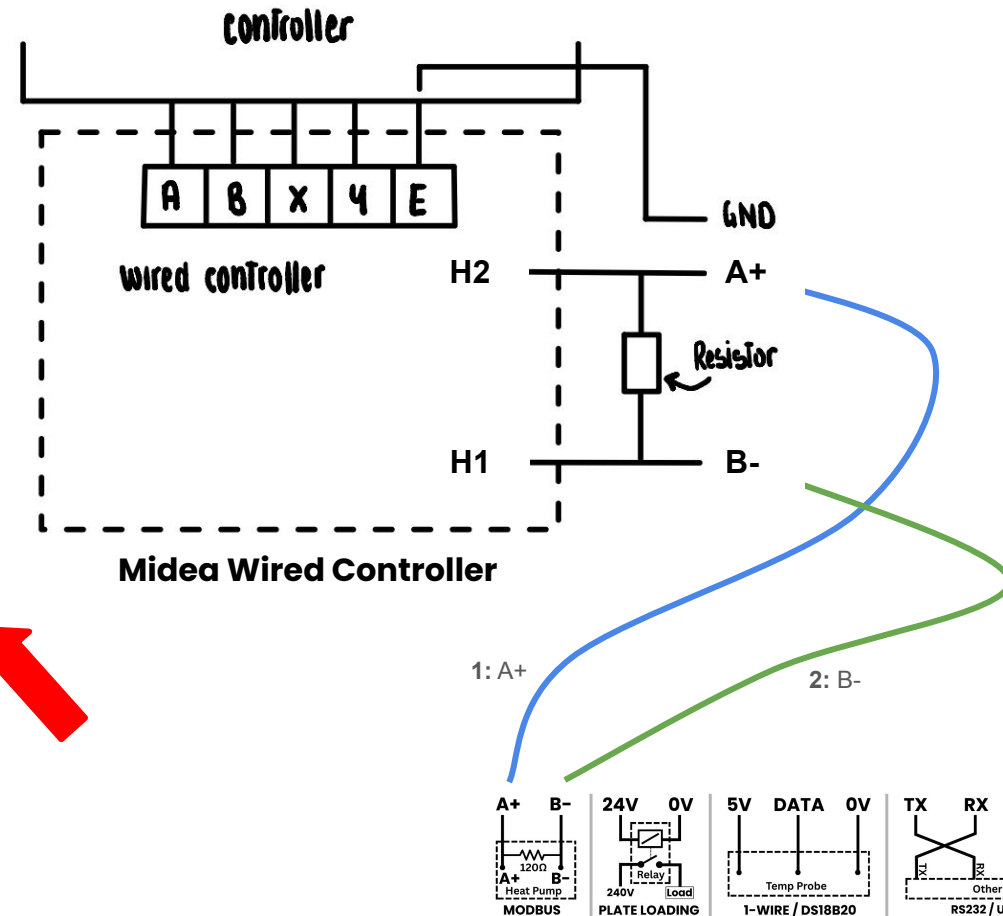 controller
A B X Y E
GND
wired controller
H2
A+
Resistor
H1
B-
Midea Wired Controller
1: A+
2: B-
A+ B- 24V 0V 5V DATA 0V TX RX
120Ω
A+ B-
Heat Pump
Relay
240V Load
Temp Probe
TX RX
Other
MODBUS PLATE LOADING 1-WIRE / DS18B20 RS232 / U